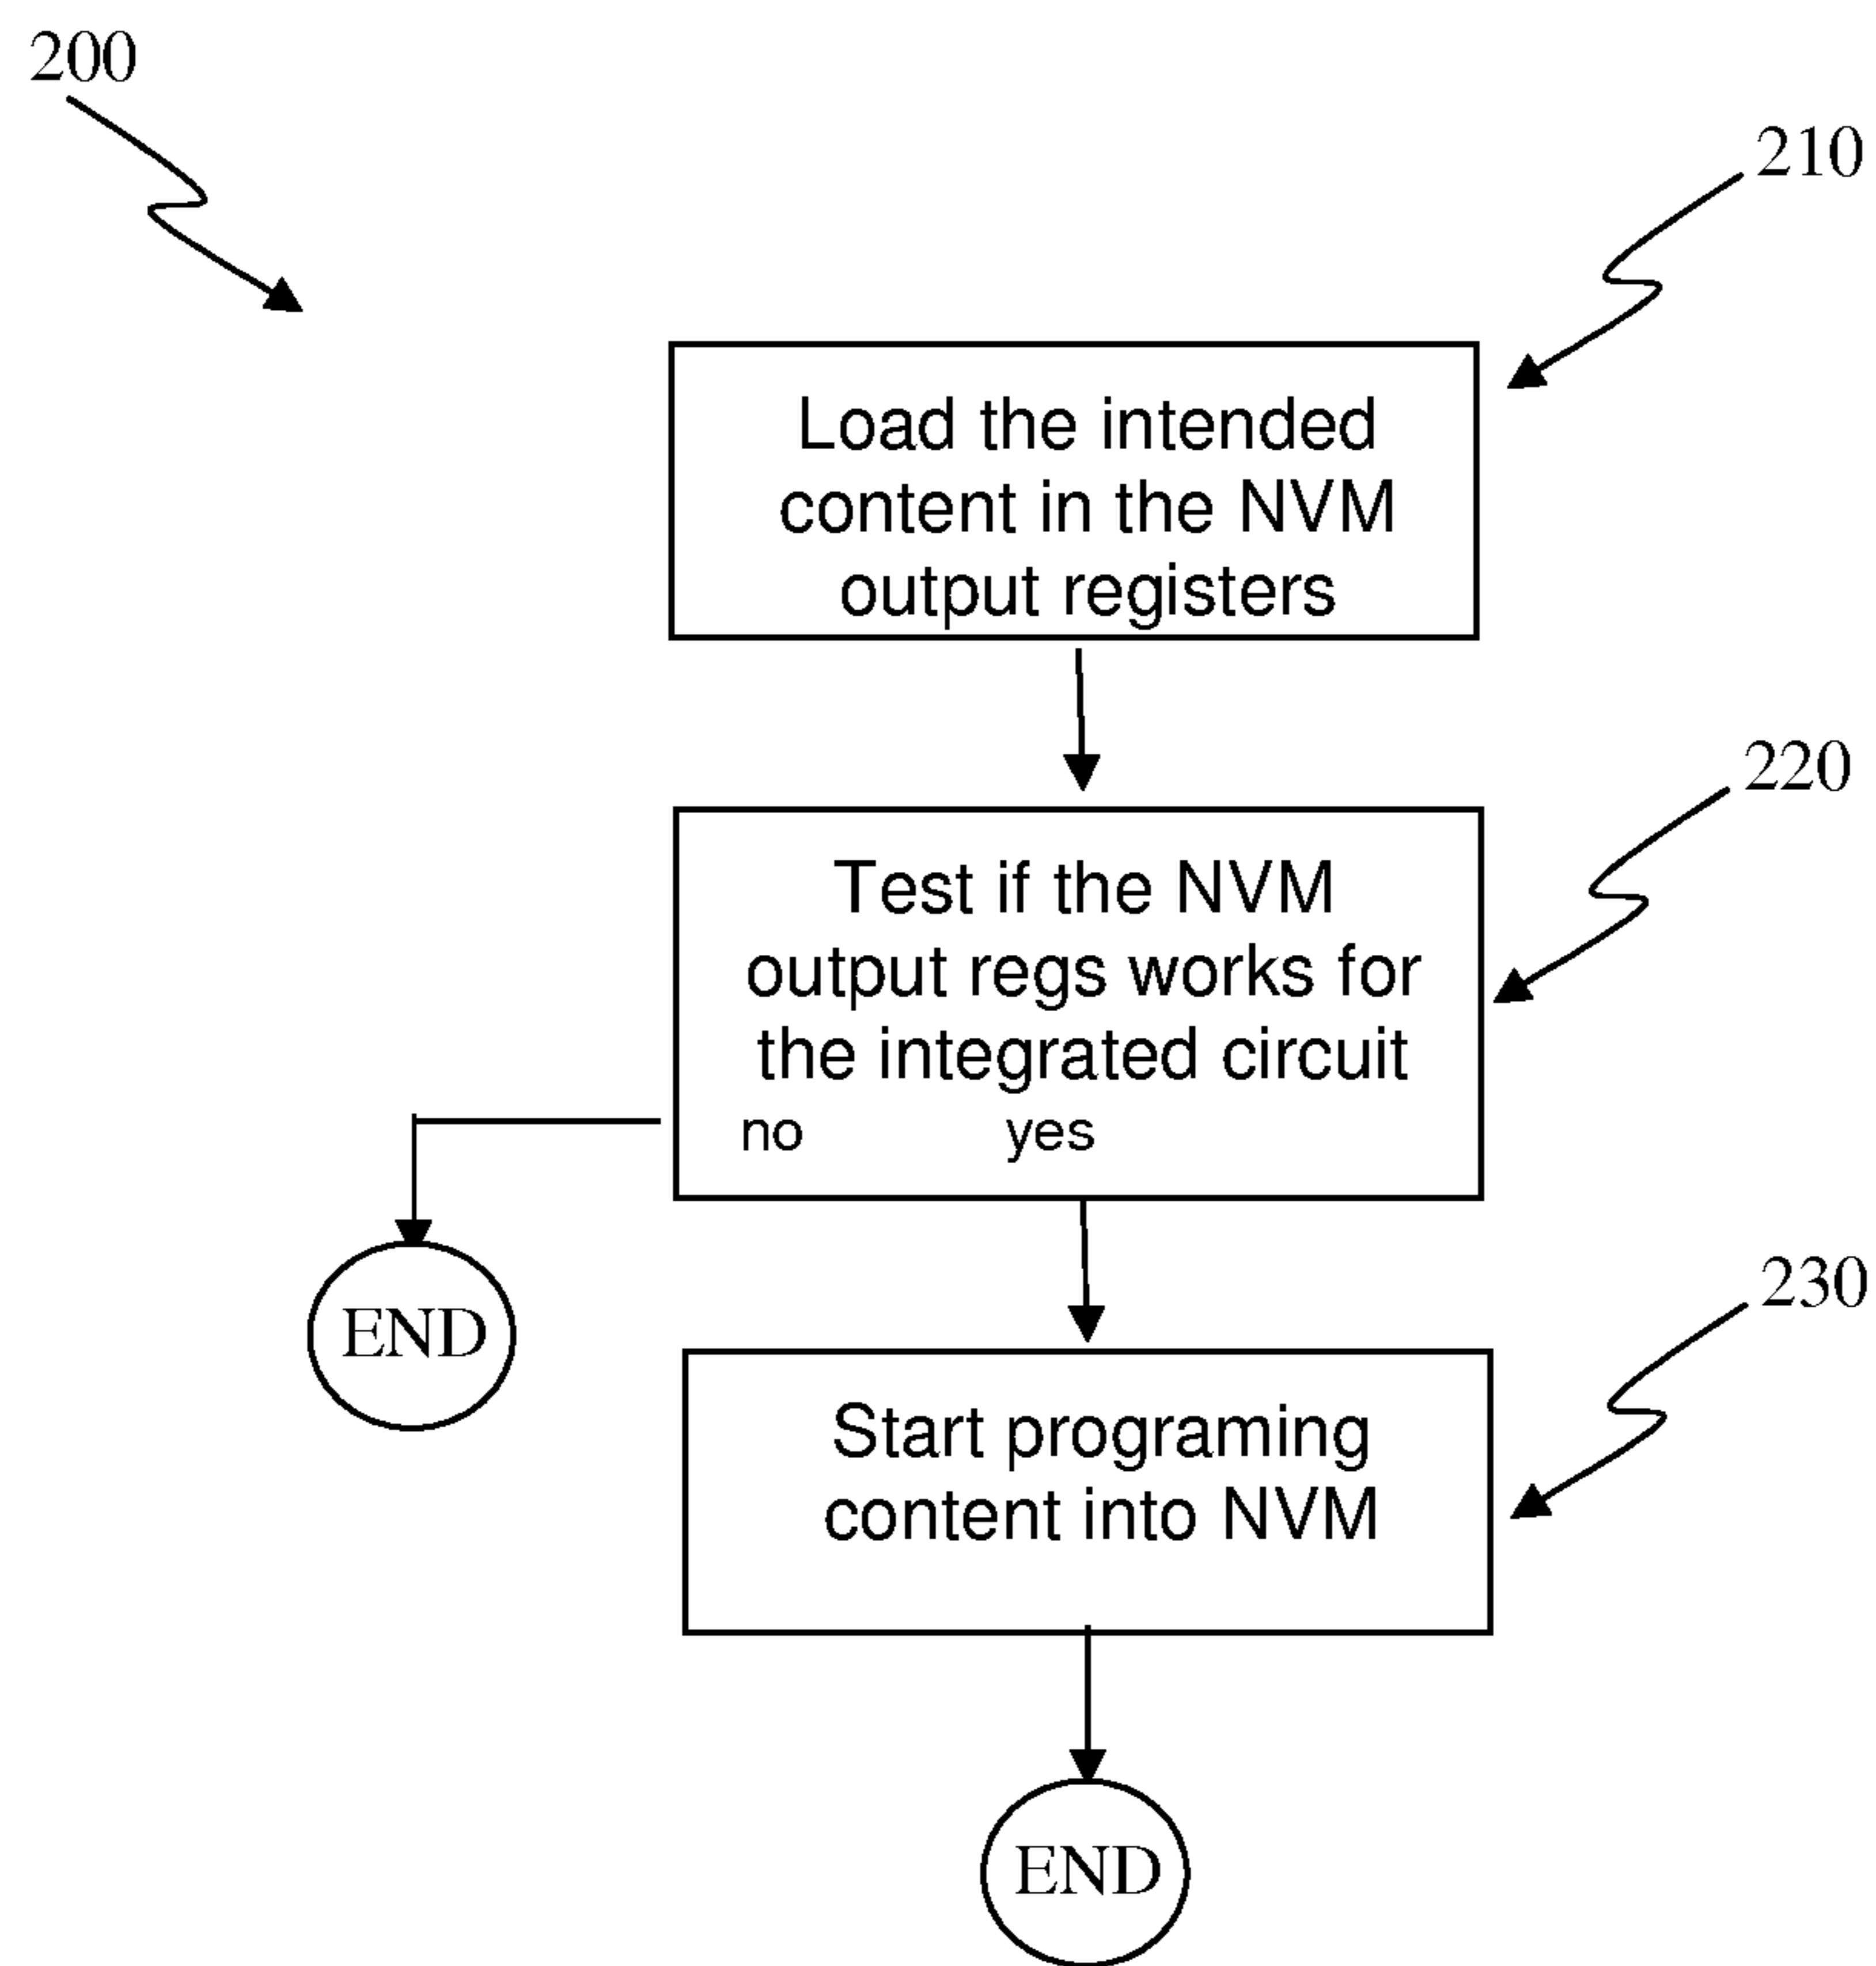 200
210
Load the intended
content in the NVM
output registers
220
Test if the NVM
output regs works for
the integrated circuit
no yes
END
230
Start programing
content into NVM
END